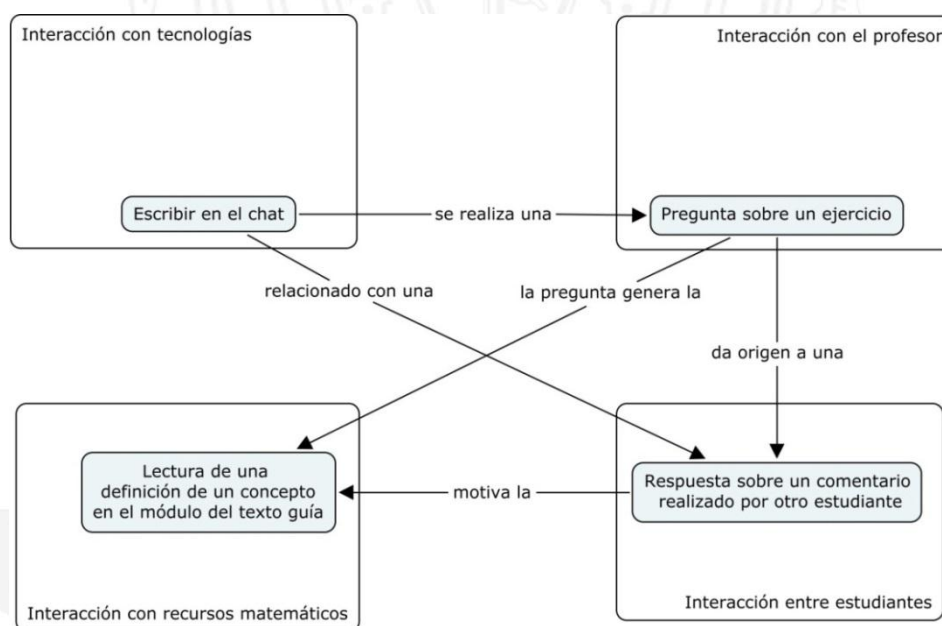 Interacción con tecnologías
Interacción con el profesor
Escribir en el chat
se realiza una
Pregunta sobre un ejercicio
relacionado con una
la pregunta genera la
da origen a una
Lectura de una
definición de un concepto
en el módulo del texto guía
motiva la
Respuesta sobre un comentario
realizado por otro estudiante
Interacción con recursos matemáticos
Interacción entre estudiantes